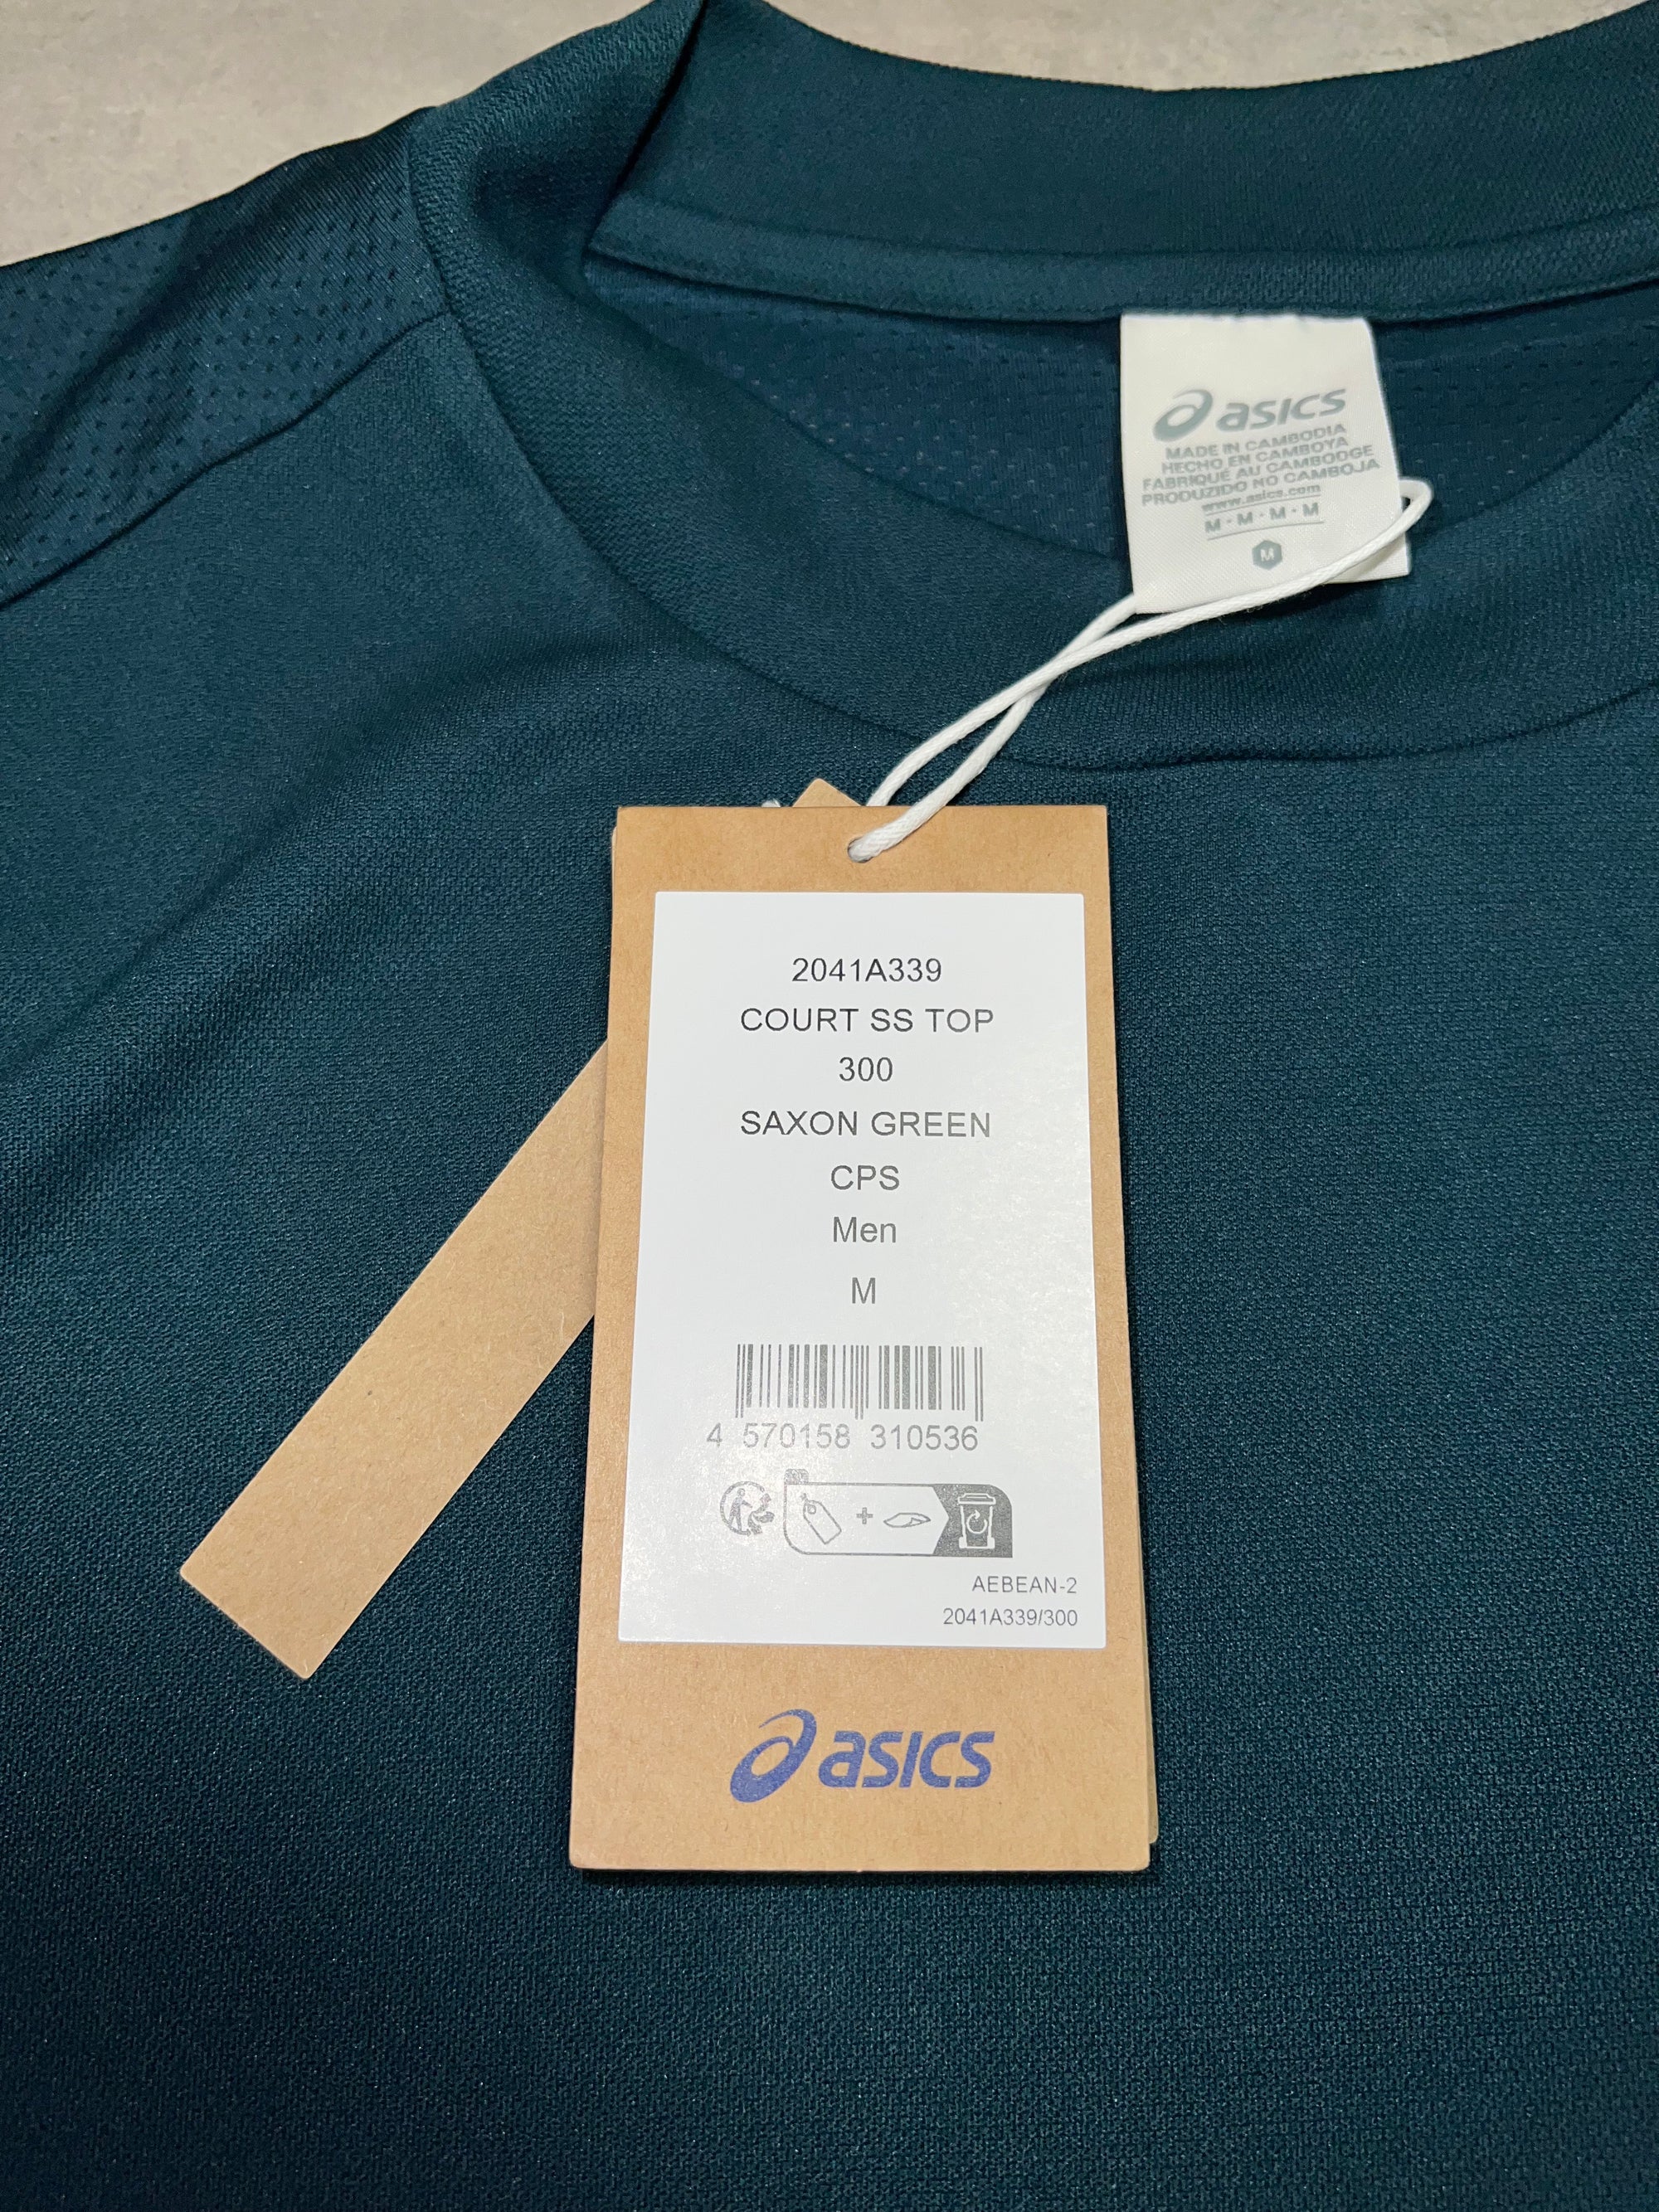 asics
MADE IN CAMBODIA
HECHO EN CAMBOYA
FABRIQUÉ AU CAMBODGE
PRODUZIDO NO CAMBOJA
www.asics.com
M · M · M · M
M
2041A339
COURT SS TOP
300
SAXON GREEN
CPS
Men
M
4 570158 310536
+
AEBEAN-2
2041A339/300
asics